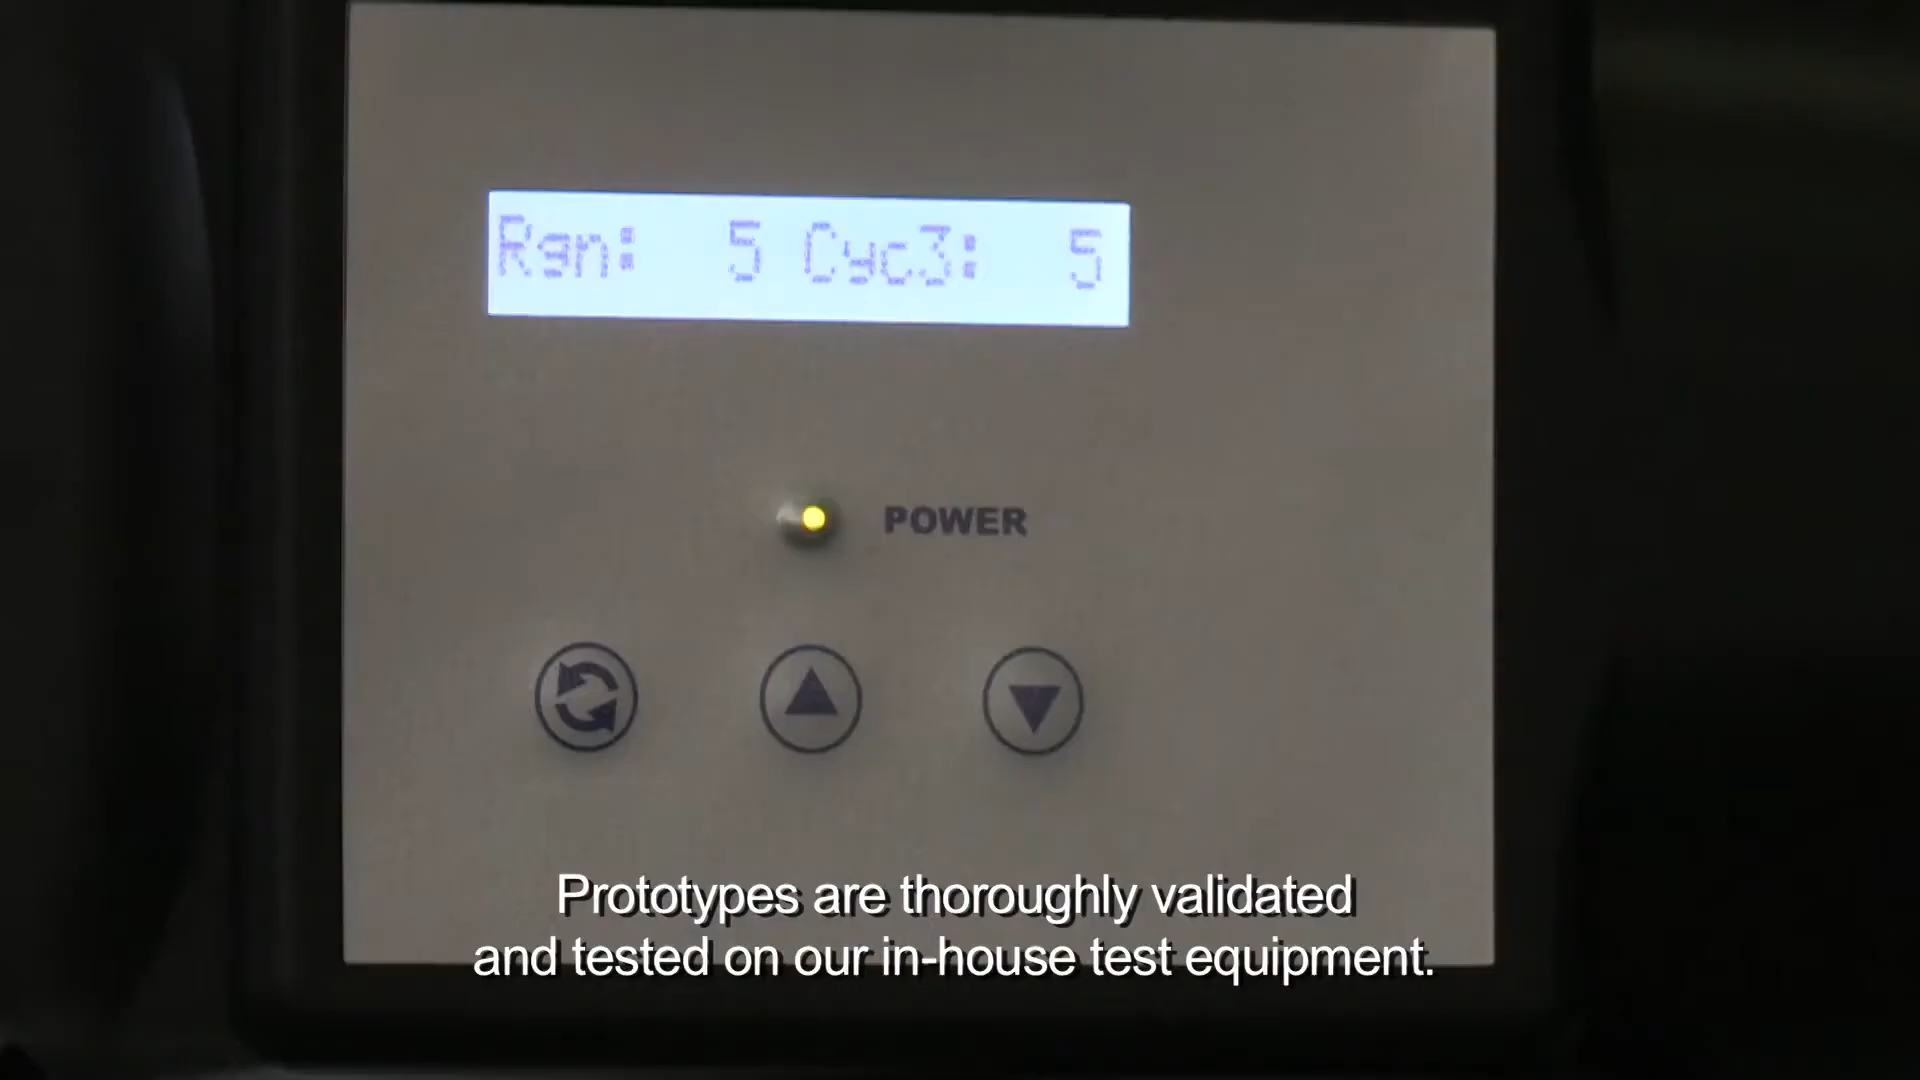 Rgn: 5 Cyc3: 5
POWER
Prototypes are thoroughly validated
and tested on our in-house test equipment.